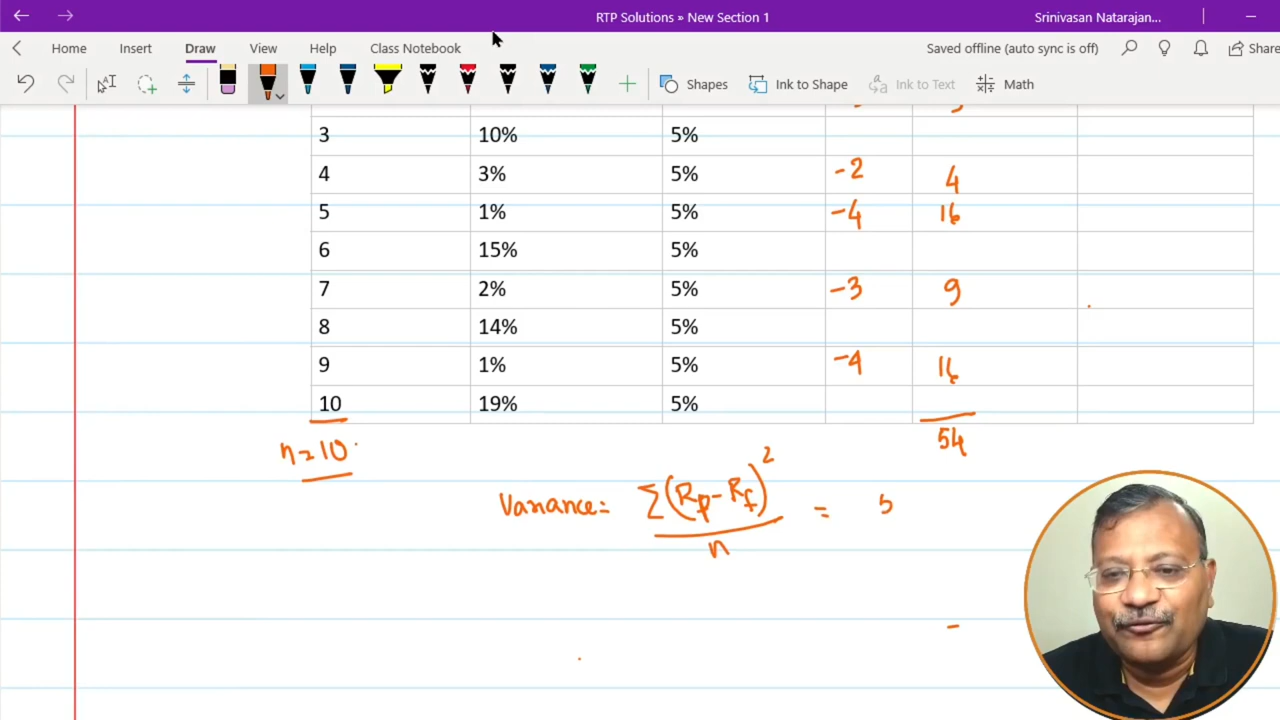 RTP Solutions » New Section 1
Srinivasan Natarajan...
Home Insert Draw View Help Class Notebook
Saved offline (auto sync is off)
Share
Shapes Ink to Shape Ink to Text Math
3 10% 5%
4 3% 5% -2 4
5 1% 5% -4 16
6 15% 5%
7 2% 5% -3 9
8 14% 5%
9 1% 5% -4 16
10 19% 5%
54
n=10
Variance = Σ(Rp-Rf)² / n = 5